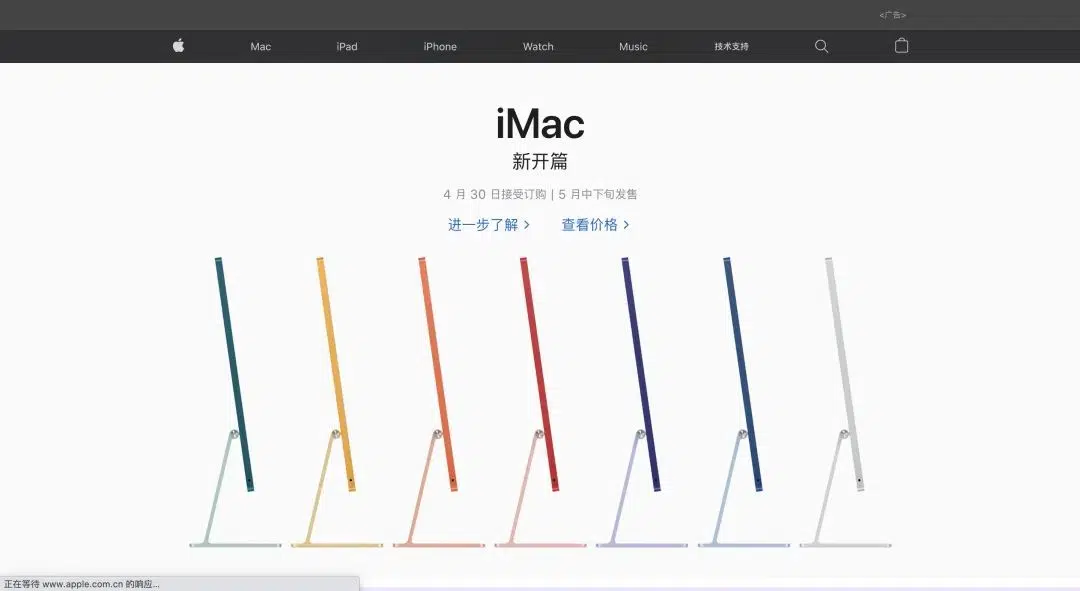 <广告>
Mac iPad iPhone Watch Music 技术支持
iMac
新开篇
4 月 30 日接受订购 | 5 月中下旬发售
进一步了解 > 查看价格 >
正在等待 www.apple.com.cn 的响应...